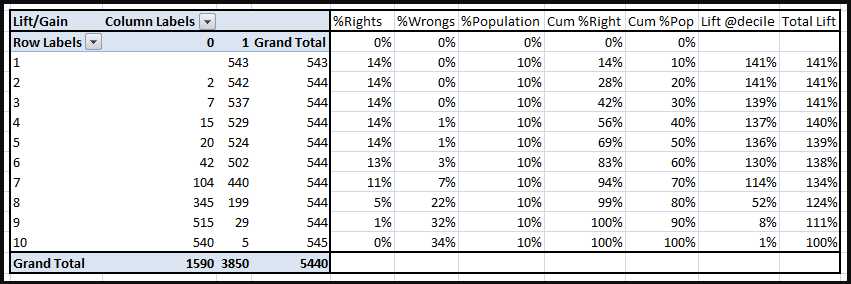 Lift/Gain Column Labels %Rights %Wrongs %Population Cum %Right Cum %Pop Lift @decile Total Lift
Row Labels 0 1 Grand Total 0% 0% 0% 0% 0%
1 543 543 14% 0% 10% 14% 10% 141% 141%
2 2 542 544 14% 0% 10% 28% 20% 141% 141%
3 7 537 544 14% 0% 10% 42% 30% 139% 141%
4 15 529 544 14% 1% 10% 56% 40% 137% 140%
5 20 524 544 14% 1% 10% 69% 50% 136% 139%
6 42 502 544 13% 3% 10% 83% 60% 130% 138%
7 104 440 544 11% 7% 10% 94% 70% 114% 134%
8 345 199 544 5% 22% 10% 99% 80% 52% 124%
9 515 29 544 1% 32% 10% 100% 90% 8% 111%
10 540 5 545 0% 34% 10% 100% 100% 1% 100%
Grand Total 1590 3850 5440